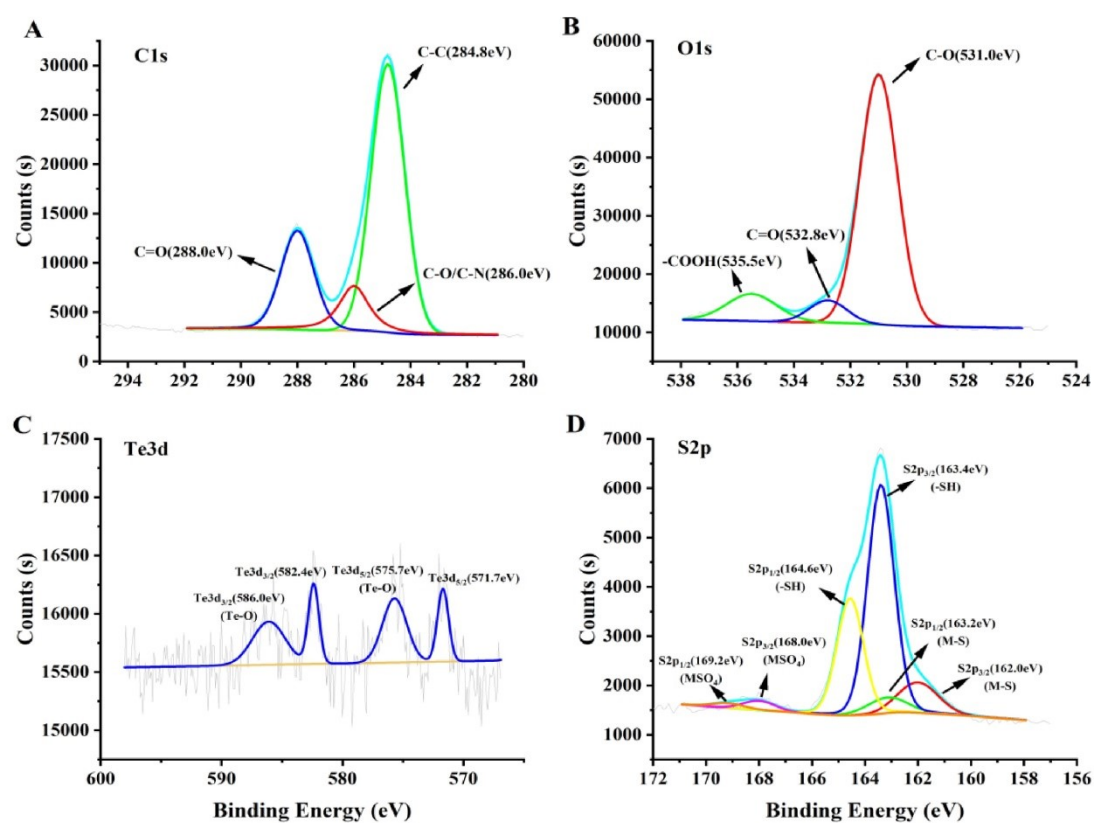 A
C1s
C-C(284.8eV)
C=O(288.0eV)
C-O/C-N(286.0eV)
Counts (s)
30000
25000
20000
15000
10000
5000
0
294 292 290 288 286 284 282 280
B
O1s
C-O(531.0eV)
C=O(532.8eV)
-COOH(535.5eV)
Counts (s)
60000
50000
40000
30000
20000
10000
538 536 534 532 530 528 526 524
C
Te3d
Te3d3/2(582.4eV)
Te3d5/2(575.7eV)
(Te-O)
Te3d5/2(571.7eV)
Te3d3/2(586.0eV)
(Te-O)
Counts (s)
17500
17000
16500
16000
15500
15000
600 590 580 570
Binding Energy (eV)
D
S2p
S2p3/2(163.4eV)
(-SH)
S2p1/2(164.6eV)
(-SH)
S2p1/2(163.2eV)
(M-S)
S2p3/2(168.0eV)
(MSO4)
S2p1/2(169.2eV)
(MSO4)
S2p3/2(162.0eV)
(M-S)
Counts (s)
7000
6000
5000
4000
3000
2000
1000
172 170 168 166 164 162 160 158 156
Binding Energy (eV)